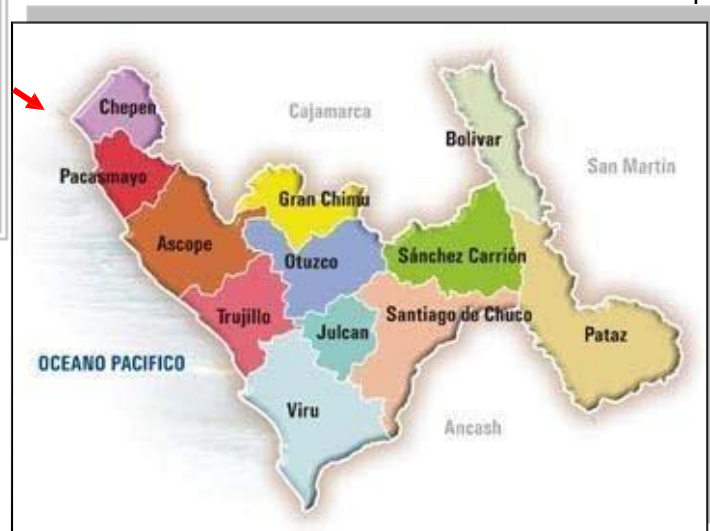 Chepen
Cajamarca
Bolivar
San Martín
Pacasmayo
Gran Chimu
Ascope
Otuzco
Sánchez Carrión
Trujillo
Julcan
Santiago de Chuco
Pataz
OCEANO PACIFICO
Viru
Ancash